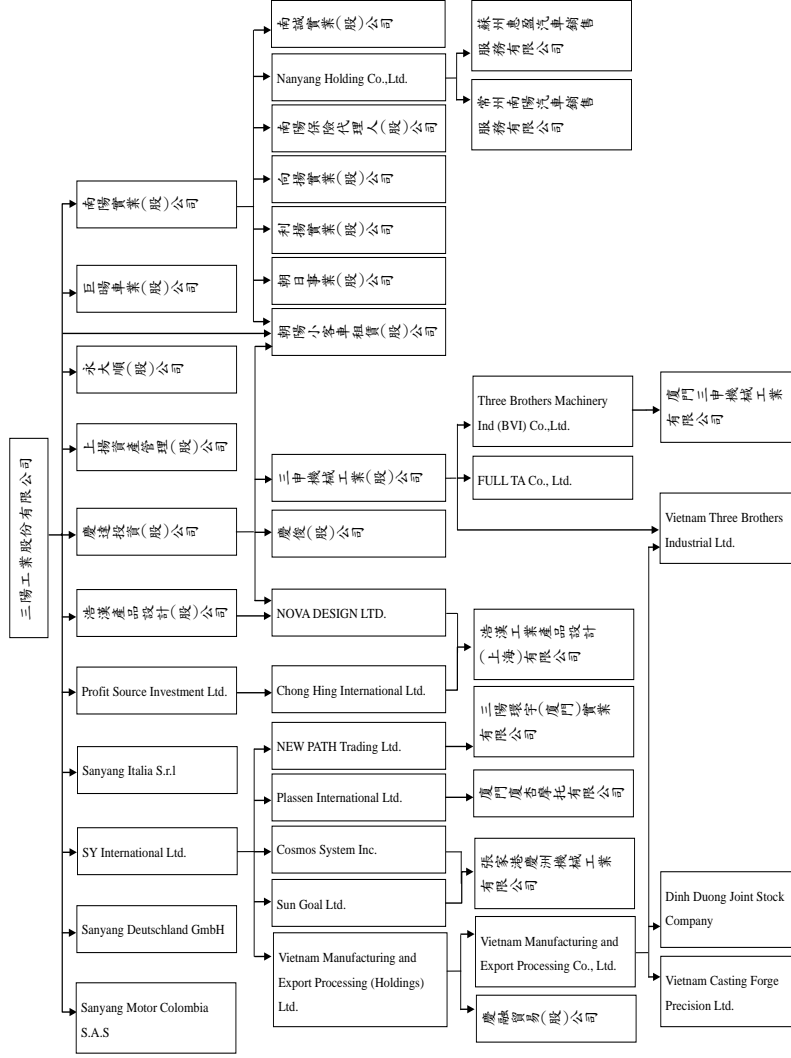 三陽工業股份有限公司
南陽實業(股)公司
巨暘車業(股)公司
永大順(股)公司
上揚資產管理(股)公司
慶達投資(股)公司
浩漢產品設計(股)公司
Profit Source Investment Ltd.
Sanyang Italia S.r.l
SY International Ltd.
Sanyang Deutschland GmbH
Sanyang Motor Colombia
S.A.S
南誠實業(股)公司
Nanyang Holding Co.,Ltd.
南陽保險代理人(股)公司
向揚實業(股)公司
利揚實業(股)公司
朝日事業(股)公司
朝陽小客車租賃(股)公司
三申機械工業(股)公司
慶俊(股)公司
NOVA DESIGN LTD.
Chong Hing International Ltd.
NEW PATH Trading Ltd.
Plassen International Ltd.
Cosmos System Inc.
Sun Goal Ltd.
Vietnam Manufacturing and
Export Processing (Holdings)
Ltd.
蘇州惠盈汽車銷售
服務有限公司
常州南陽汽車銷售
服務有限公司
Three Brothers Machinery
Ind (BVI) Co.,Ltd.
FULL TA Co., Ltd.
浩漢工業產品設計
(上海)有限公司
三陽環宇(廈門)實業
有限公司
廈門廈杏摩托有限公司
張家港慶洲機械工業
有限公司
Vietnam Manufacturing and
Export Processing Co., Ltd.
慶融貿易(股)公司
廈門三申機械工業
有限公司
Vietnam Three Brothers
Industrial Ltd.
Dinh Duong Joint Stock
Company
Vietnam Casting Forge
Precision Ltd.